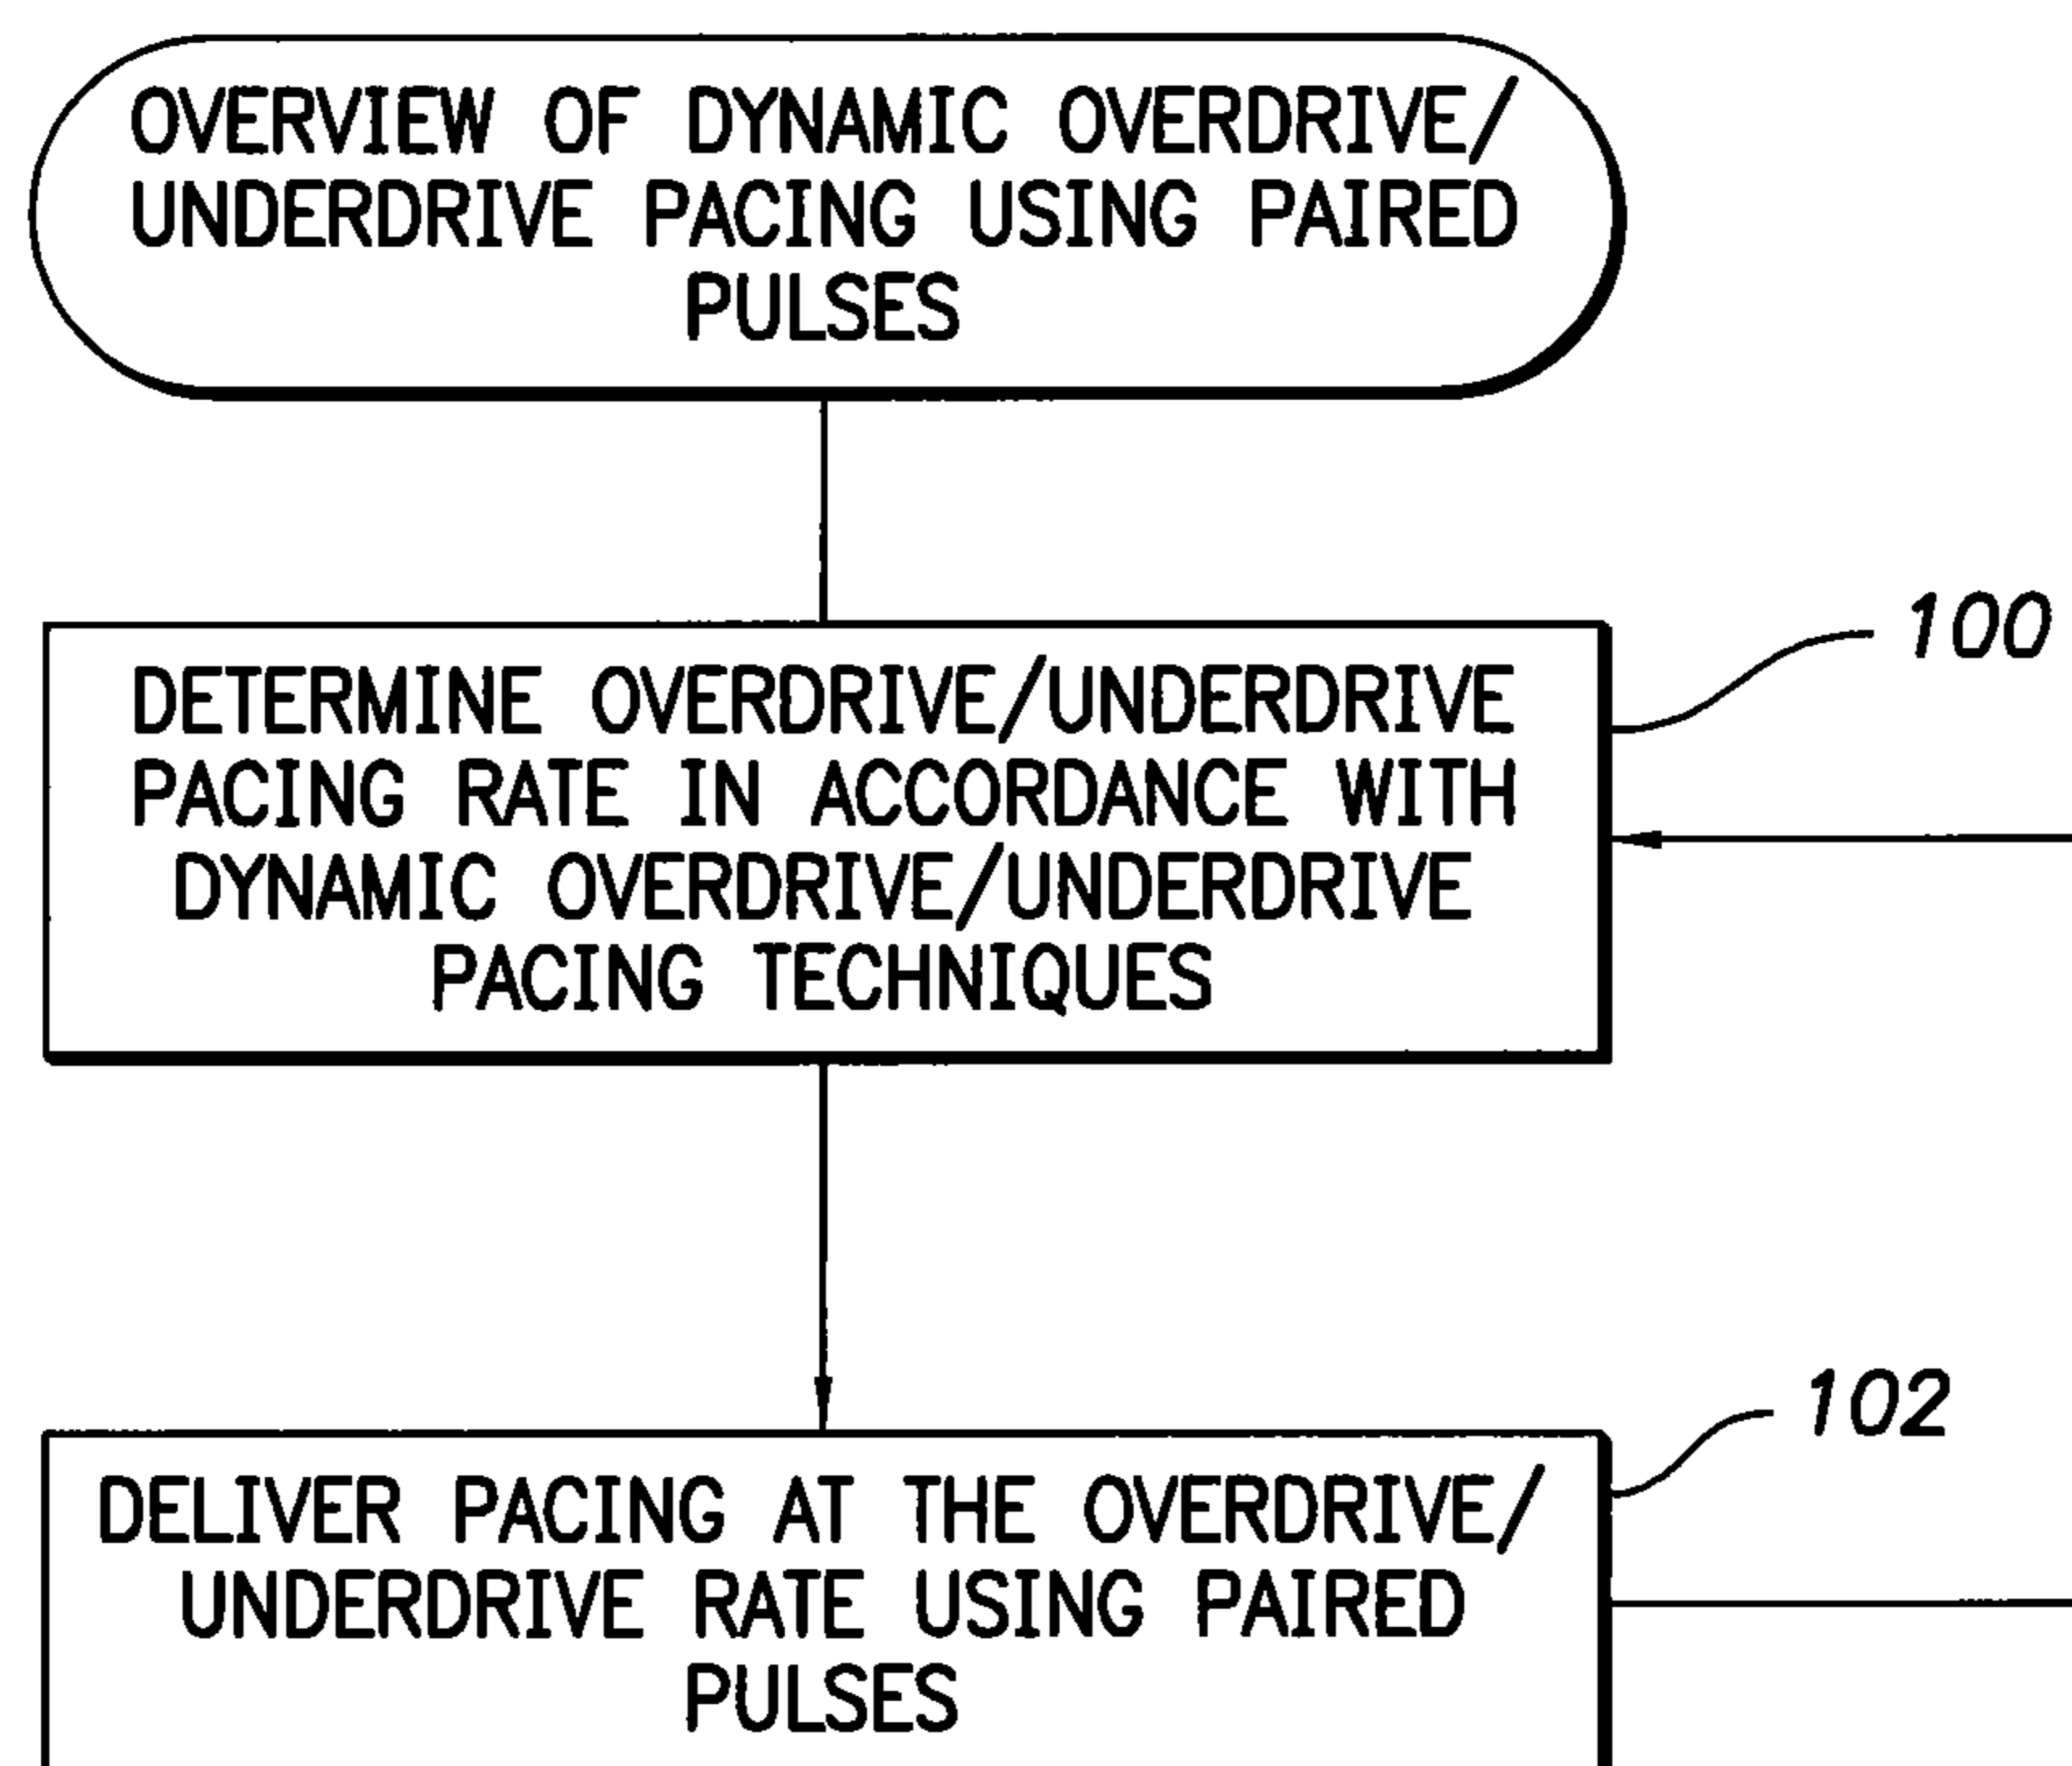 OVERVIEW OF DYNAMIC OVERDRIVE/
UNDERDRIVE PACING USING PAIRED
PULSES
100
DETERMINE OVERDRIVE/UNDERDRIVE
PACING RATE IN ACCORDANCE WITH
DYNAMIC OVERDRIVE/UNDERDRIVE
PACING TECHNIQUES
102
DELIVER PACING AT THE OVERDRIVE/
UNDERDRIVE RATE USING PAIRED
PULSES